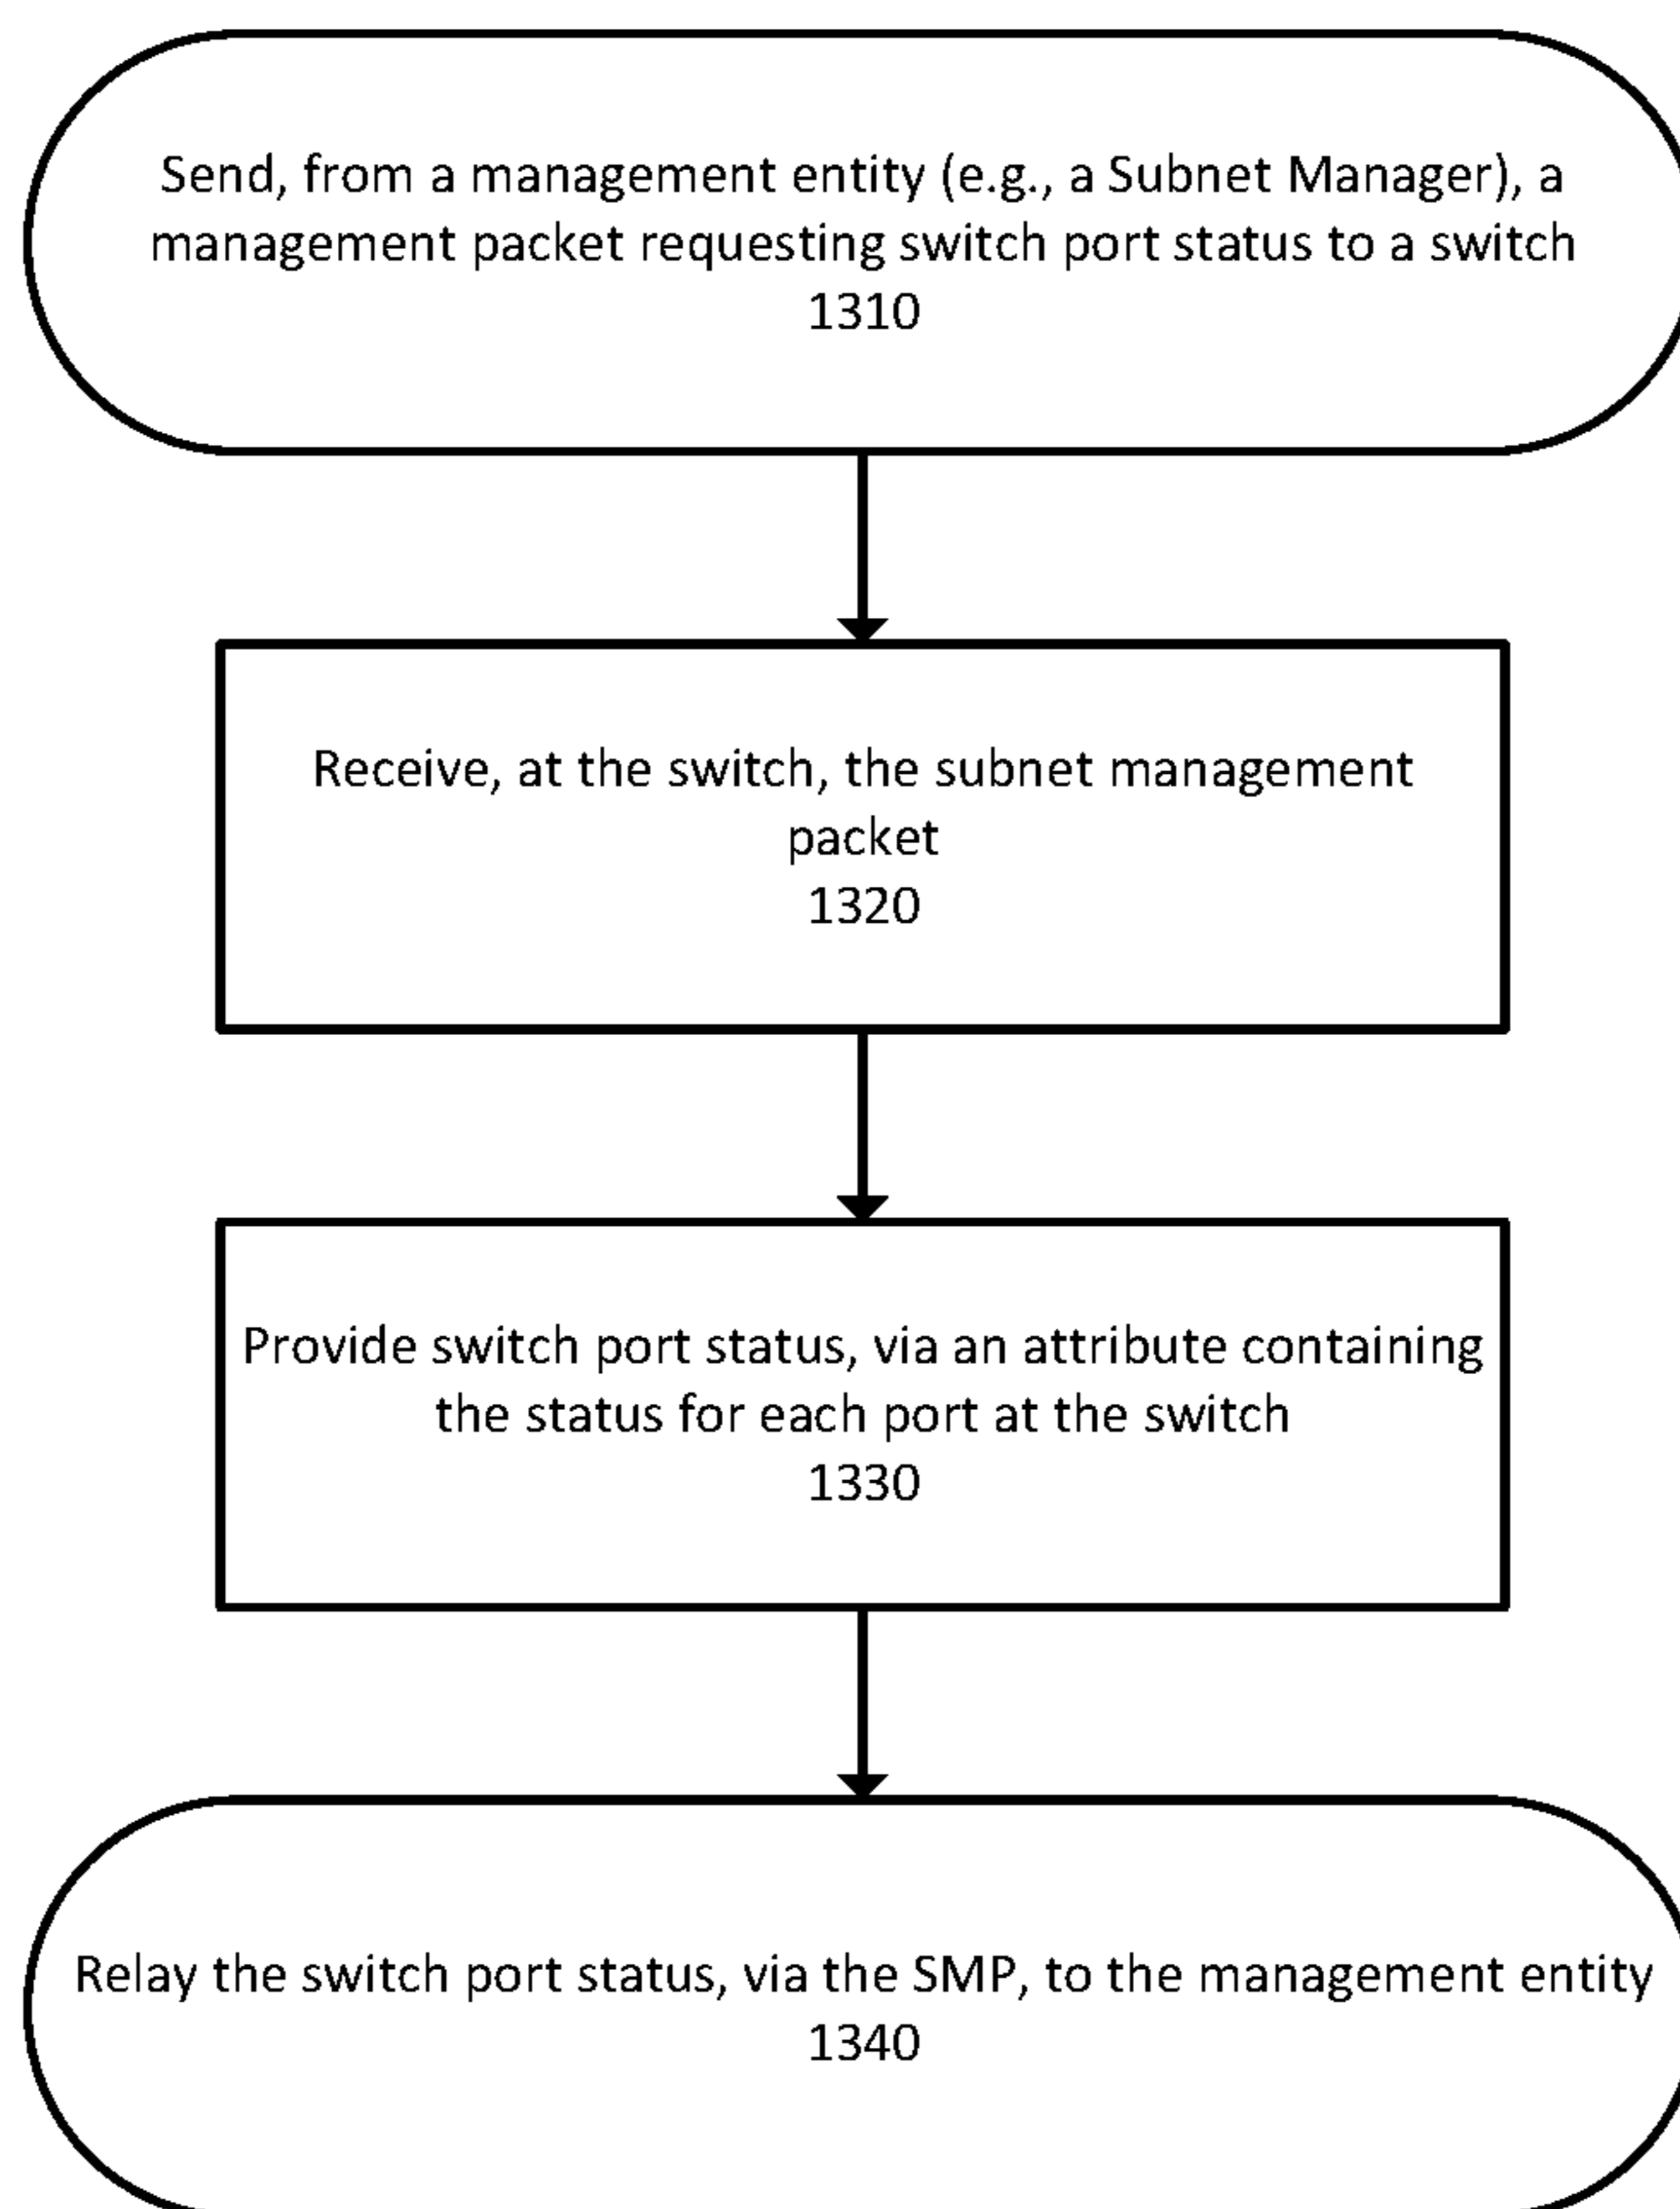 Send, from a management entity (e.g., a Subnet Manager), a
management packet requesting switch port status to a switch
1310
Receive, at the switch, the subnet management
packet
1320
Provide switch port status, via an attribute containing
the status for each port at the switch
1330
Relay the switch port status, via the SMP, to the management entity
1340